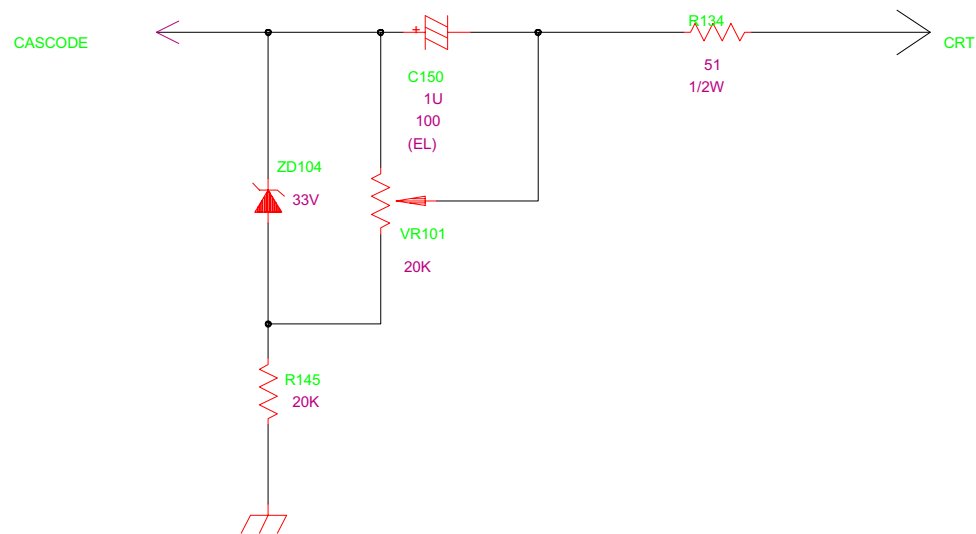 R134
CASCODE
CRT
51
1/2W
C150
1U
100
(EL)
+
ZD104
33V
VR101
20K
R145
20K